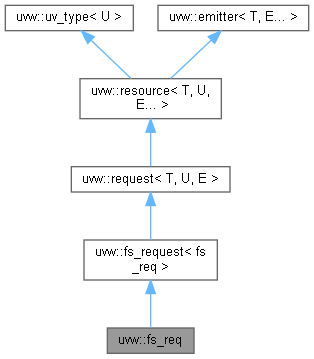 uvw::uv_type< U >
uvw::emitter< T, E... >
uvw::resource< T, U,
E... >
uvw::request< T, U, E >
uvw::fs_request< fs
_req >
uvw::fs_req